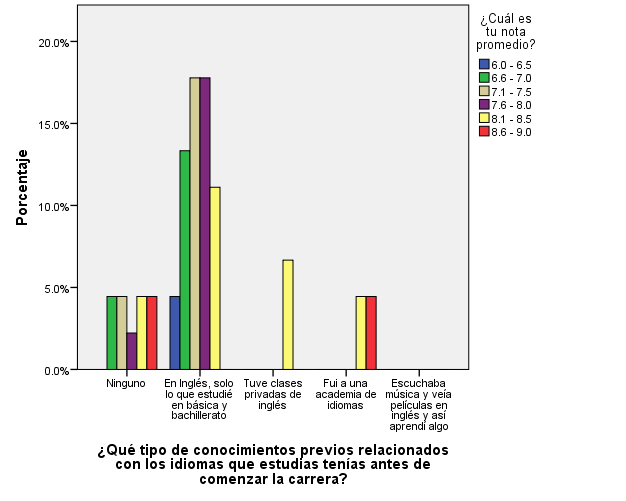 ¿Cuál es
tu nota
promedio?
6.0 - 6.5
6.6 - 7.0
7.1 - 7.5
7.6 - 8.0
8.1 - 8.5
8.6 - 9.0
Porcentaje
20.0%
15.0%
10.0%
5.0%
0.0%
Ninguno
En Inglés, solo
lo que estudié
en básica y
bachillerato
Tuve clases
privadas de
inglés
Fui a una
academia de
idiomas
Escuchaba
música y veía
películas en
inglés y así
aprendí algo
¿Qué tipo de conocimientos previos relacionados
con los idiomas que estudias tenías antes de
comenzar la carrera?